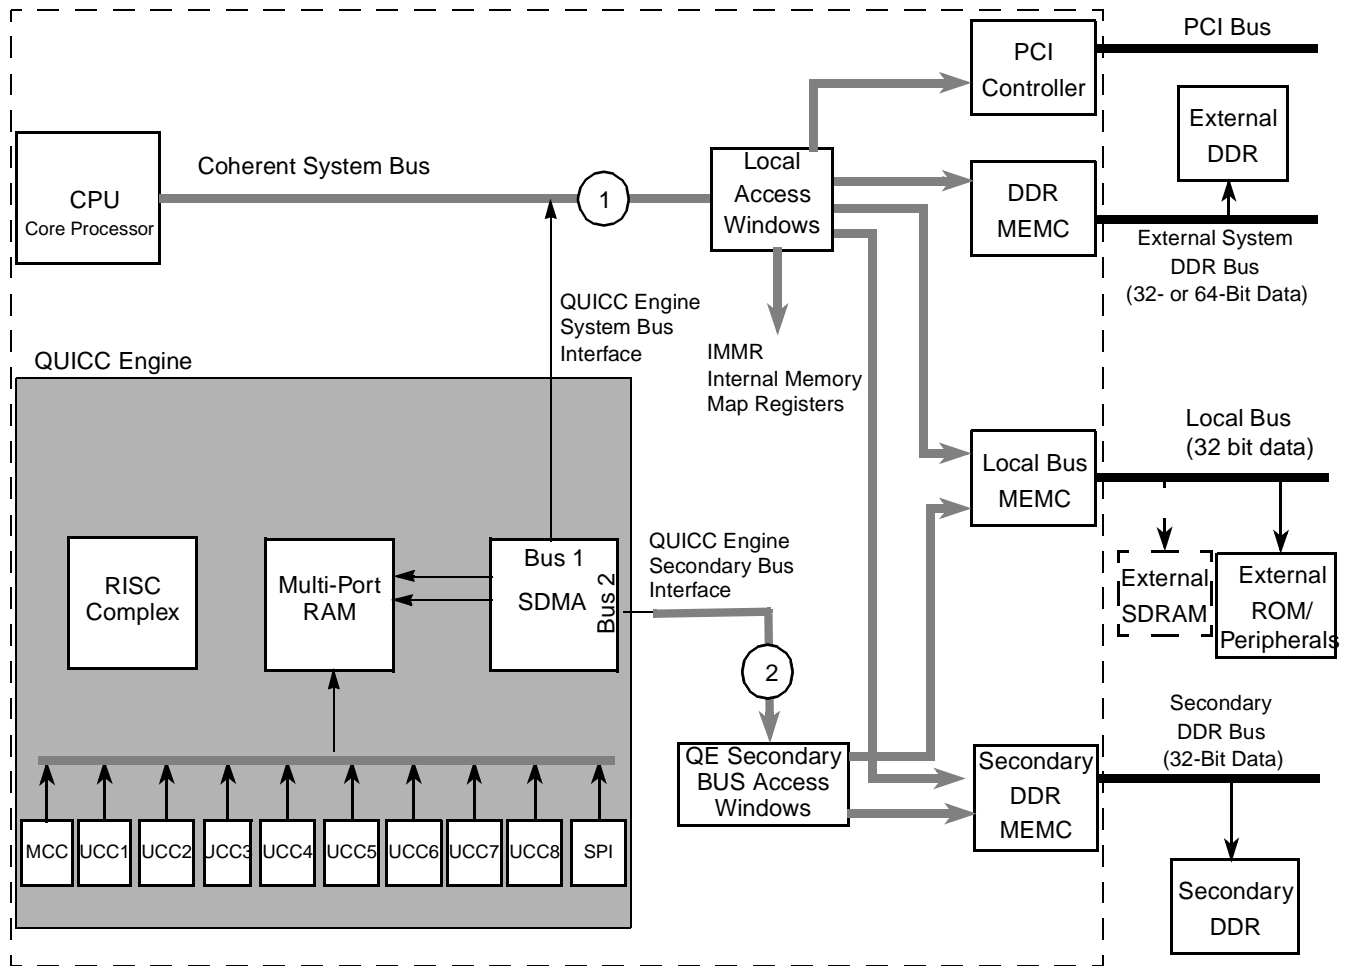 PCI Bus
PCI
Controller
External
DDR
CPU
Core Processor
Coherent System Bus
1
Local
Access
Windows
DDR
MEMC
External System
DDR Bus
(32- or 64-Bit Data)
QUICC Engine
System Bus
Interface
IMMR
Internal Memory
Map Registers
QUICC Engine
Local Bus
(32 bit data)
Local Bus
MEMC
RISC
Complex
Multi-Port
RAM
Bus 1
SDMA
Bus 2
QUICC Engine
Secondary Bus
Interface
External
SDRAM
External
ROM/
Peripherals
2
QE Secondary
BUS Access
Windows
Secondary
DDR
MEMC
Secondary
DDR Bus
(32-Bit Data)
MCC
UCC1
UCC2
UCC3
UCC4
UCC5
UCC6
UCC7
UCC8
SPI
Secondary
DDR